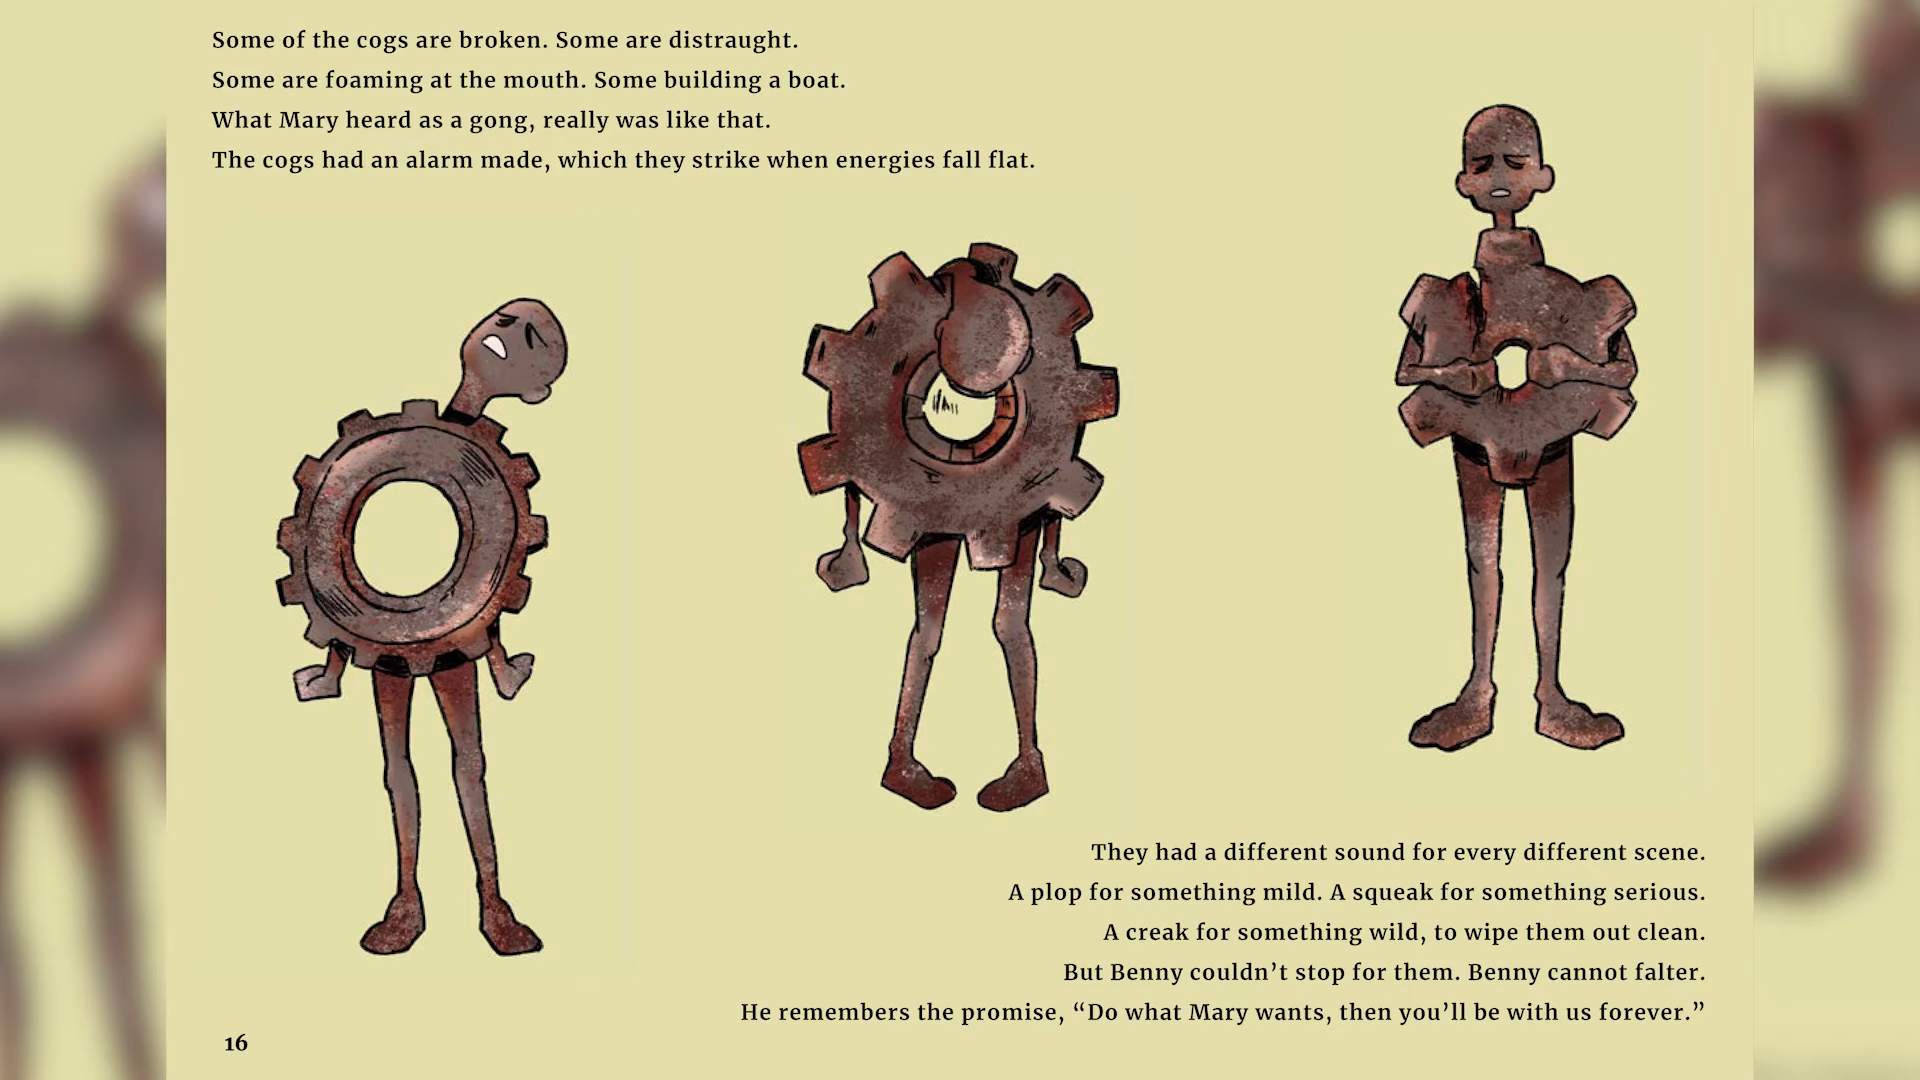 Some of the cogs are broken. Some are distraught.
Some are foaming at the mouth. Some building a boat.
What Mary heard as a gong, really was like that.
The cogs had an alarm made, which they strike when energies fall flat.
They had a different sound for every different scene.
A plop for something mild. A squeak for something serious.
A creak for something wild, to wipe them out clean.
But Benny couldn’t stop for them. Benny cannot falter.
He remembers the promise, “Do what Mary wants, then you’ll be with us forever.”
16